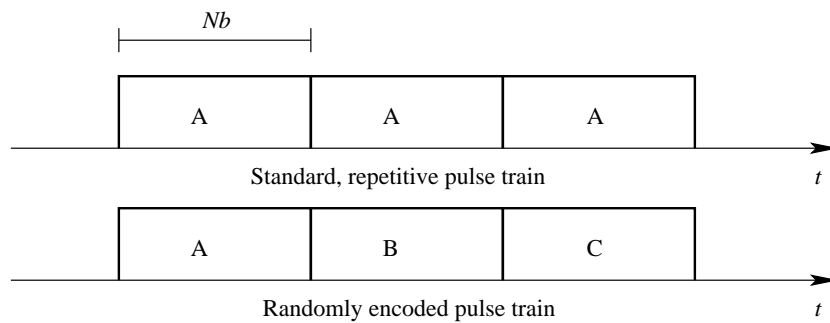 Nb
A A A
Standard, repetitive pulse train t
A B C
Randomly encoded pulse train t